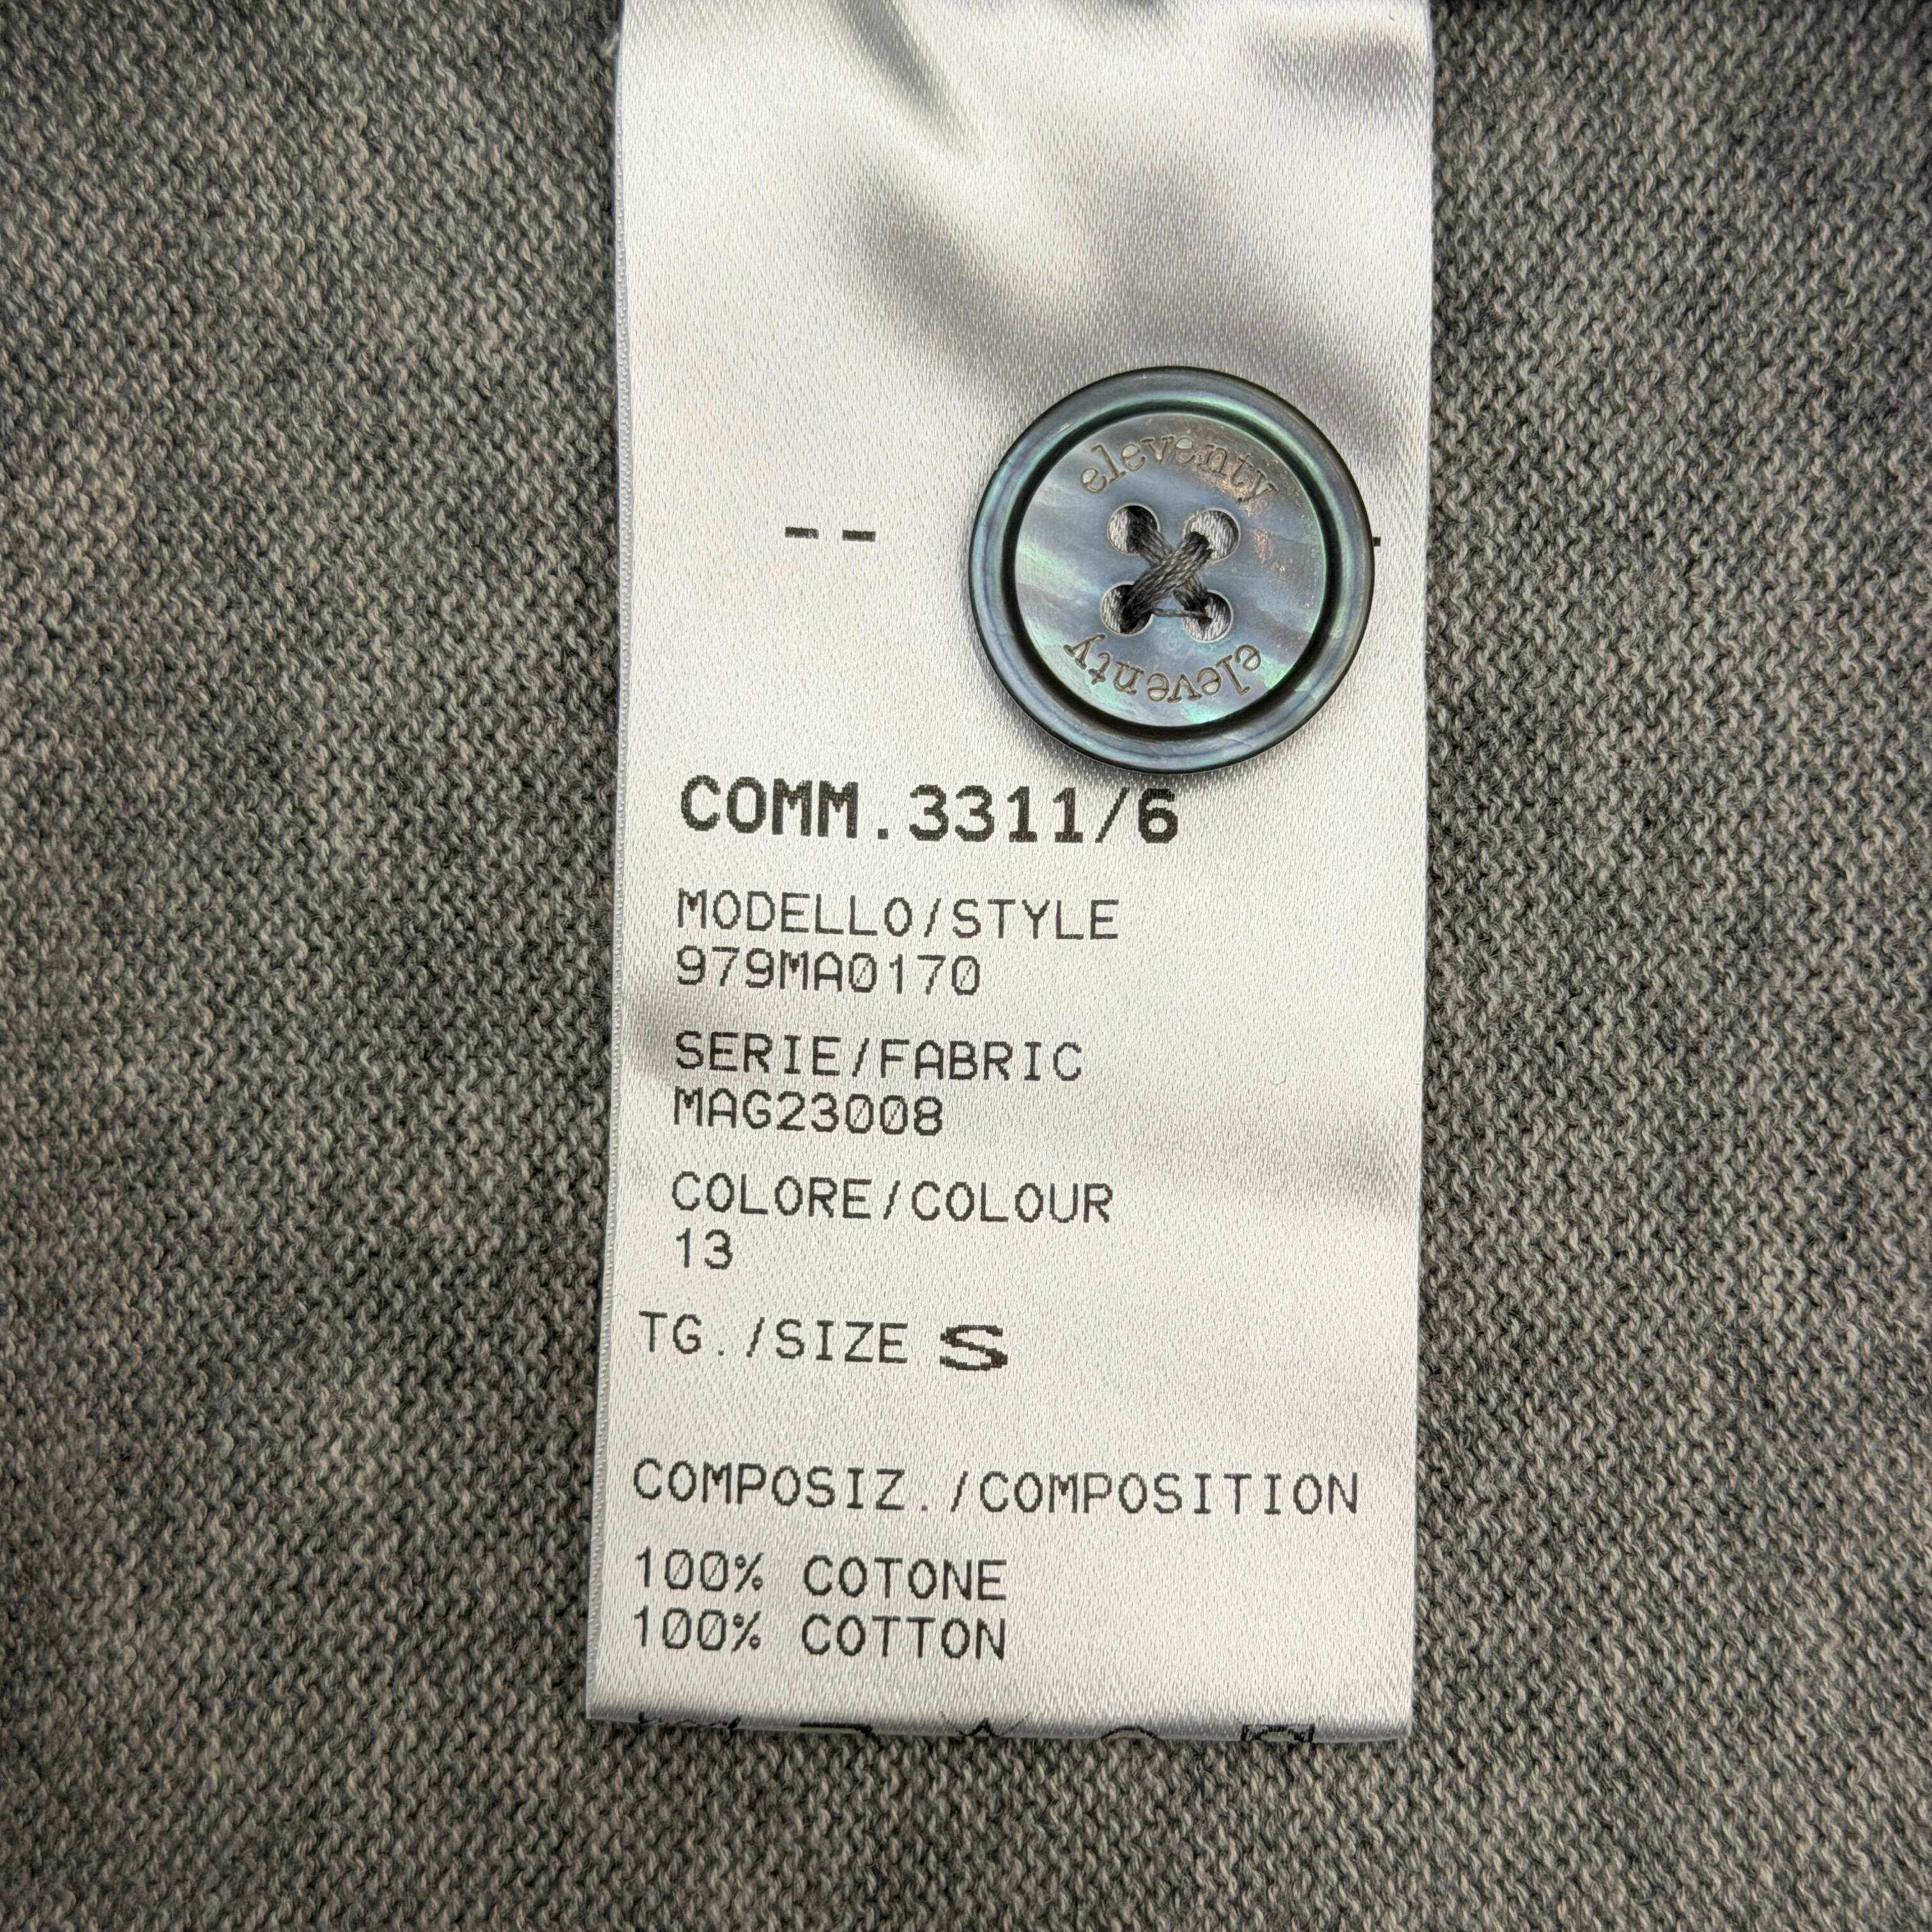 eleventy
--
eleventy
COMM.3311/6
MODELLO/STYLE
979MA0170
SERIE/FABRIC
MAG23008
COLORE/COLOUR
13
TG./SIZE S
COMPOSIZ./COMPOSITION
100% COTONE
100% COTTON